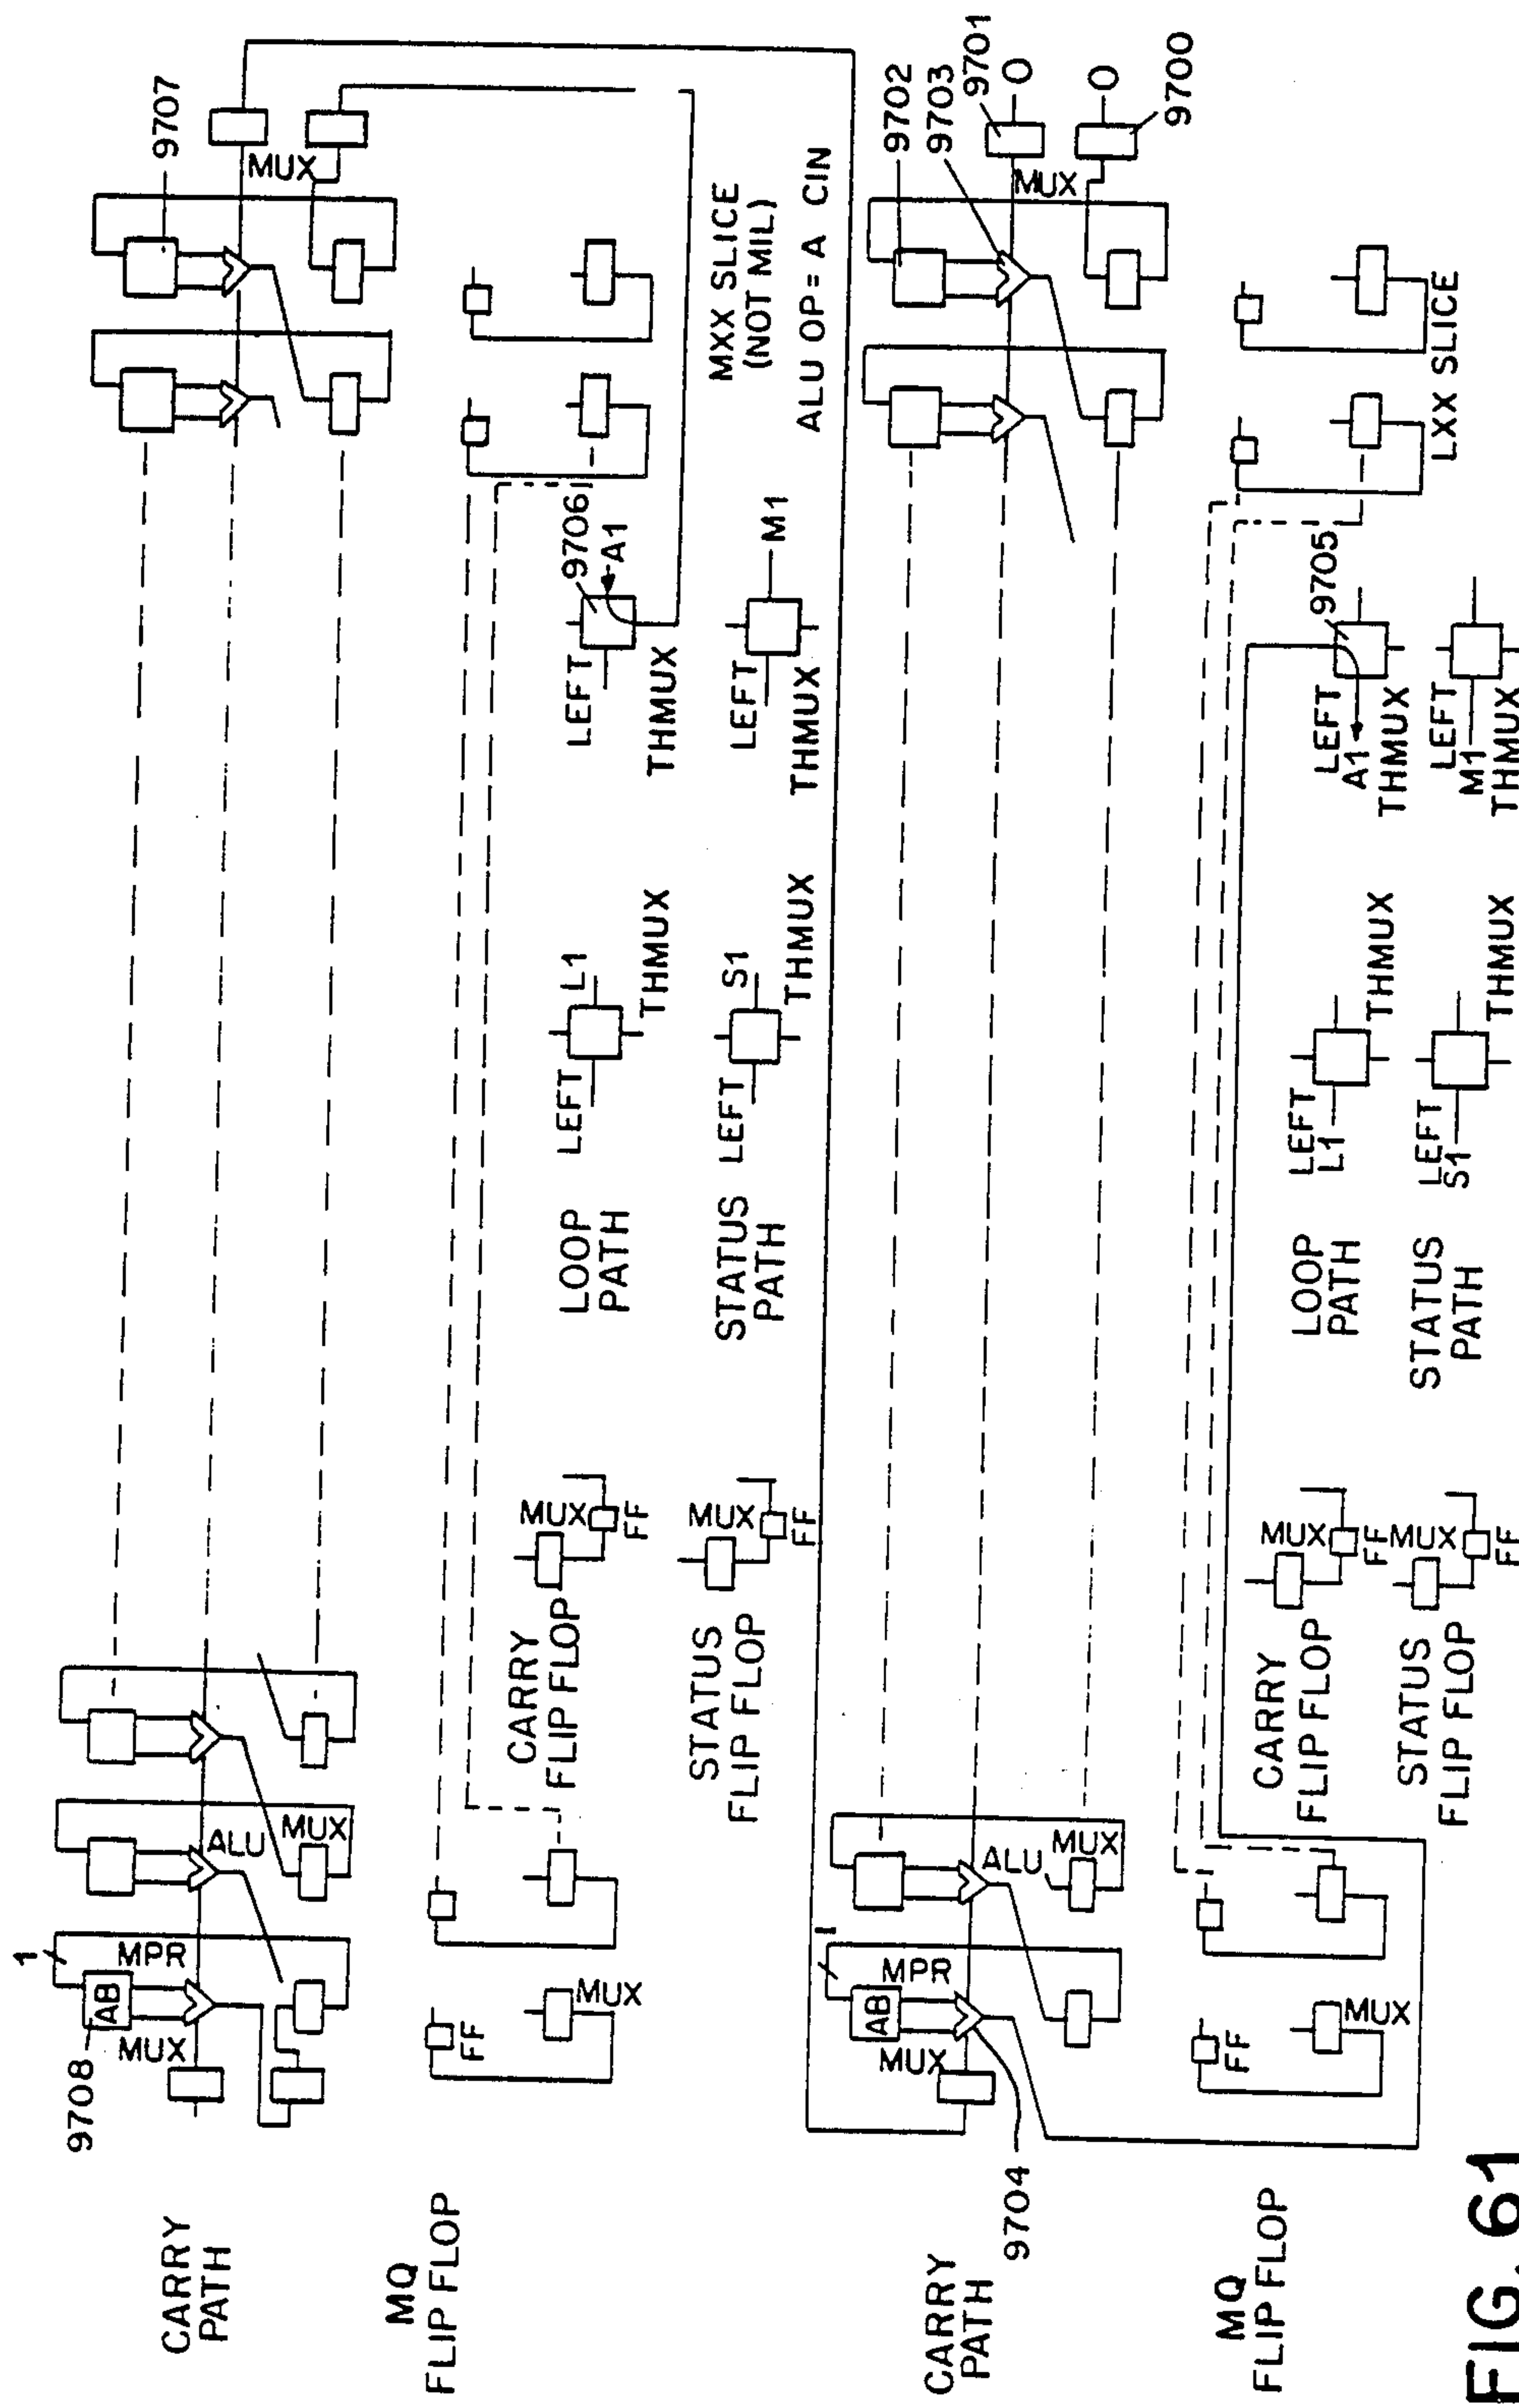 1
9708
AB
MPR
MUX
ALU
MUX
MUX
9707
CARRY
PATH
MQ
FLIP FLOP
FF
MUX
CARRY
FLIP FLOP
MUX
FF
STATUS
FLIP FLOP
MUX
FF
LOOP
PATH
LEFT
L1
THMUX
STATUS
PATH
LEFT
S1
THMUX
LEFT
9706
A1
THMUX
LEFT
M1
THMUX
MXX SLICE
(NOT MIL)
ALU OP = A CIN
1
AB
MPR
MUX
ALU
MUX
9704
MUX
9702
9703
9701
O
O
9700
CARRY
PATH
MQ
FLIP FLOP
FF
MUX
CARRY
FLIP FLOP
MUX
FF
STATUS
FLIP FLOP
MUX
FF
LOOP
PATH
LEFT
L1
THMUX
STATUS
PATH
LEFT
S1
THMUX
9705
LEFT
A1
THMUX
LEFT
M1
THMUX
LXX SLICE
FIG. 61